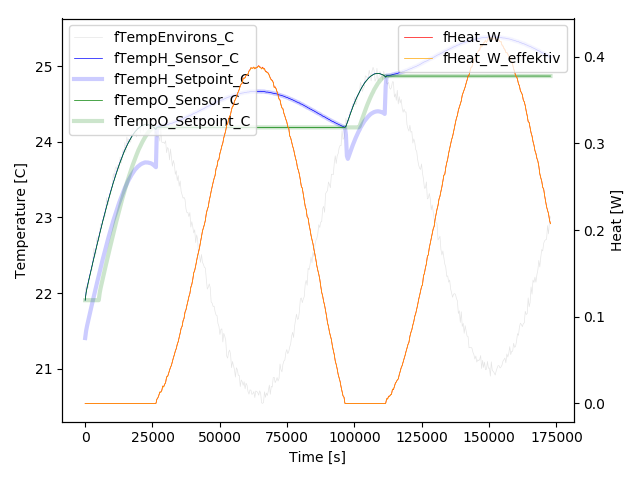 fTempEnvirons_C
fTempH_Sensor_C
fTempH_Setpoint_C
fTempO_Sensor_C
fTempO_Setpoint_C
fHeat_W
fHeat_W_effektiv
25
24
23
22
21
0.4
0.3
0.2
0.1
0.0
Temperature [C]
Heat [W]
0 25000 50000 75000 100000 125000 150000 175000
Time [s]